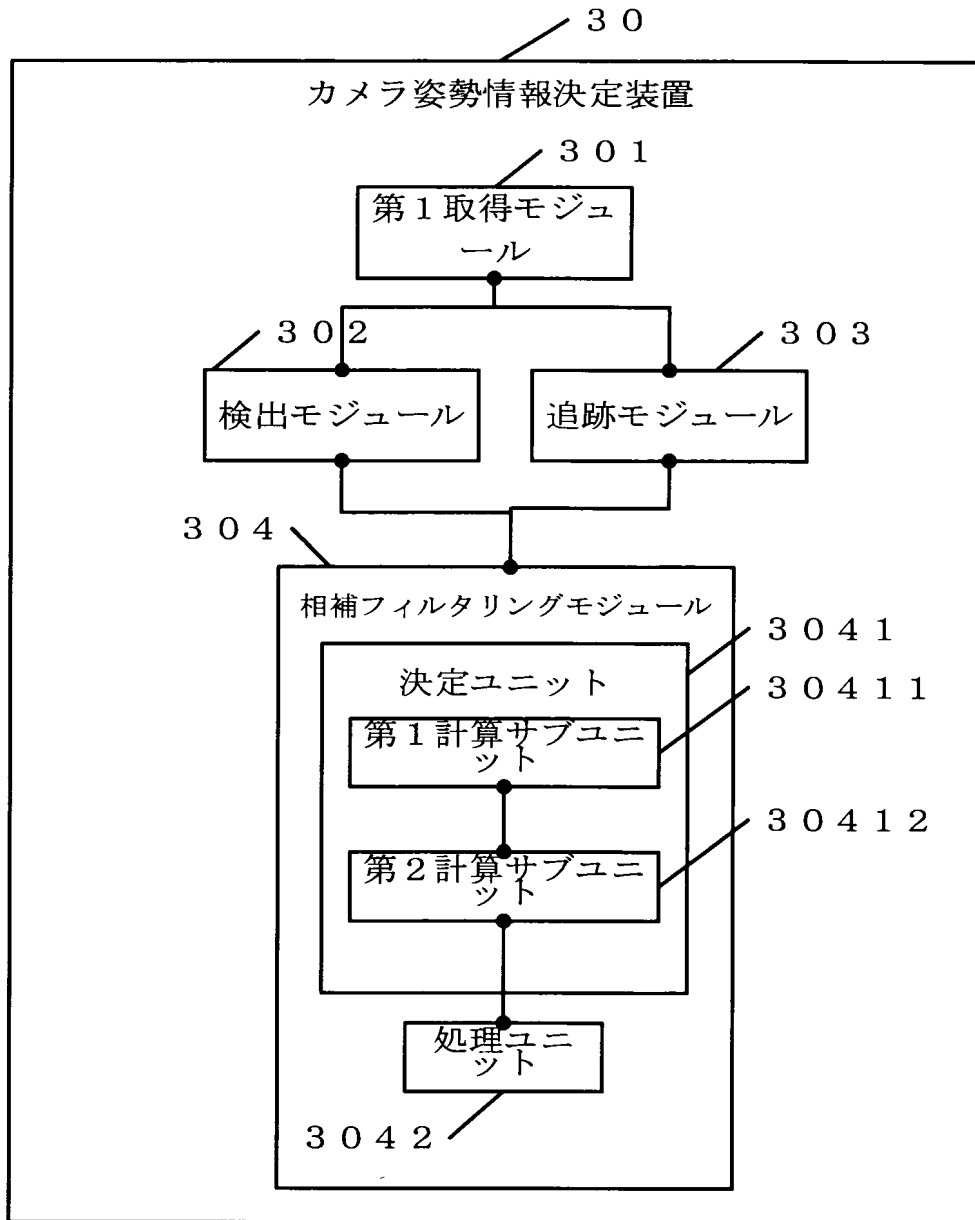 ３０
カメラ姿勢情報決定装置
３０１
第１取得モジュ
ール
３０２
３０３
検出モジュール
追跡モジュール
３０４
相補フィルタリングモジュール
３０４１
決定ユニット
３０４１１
第１計算サブユニ
ット
３０４１２
第２計算サブユニ
ット
処理ユニ
ット
３０４２